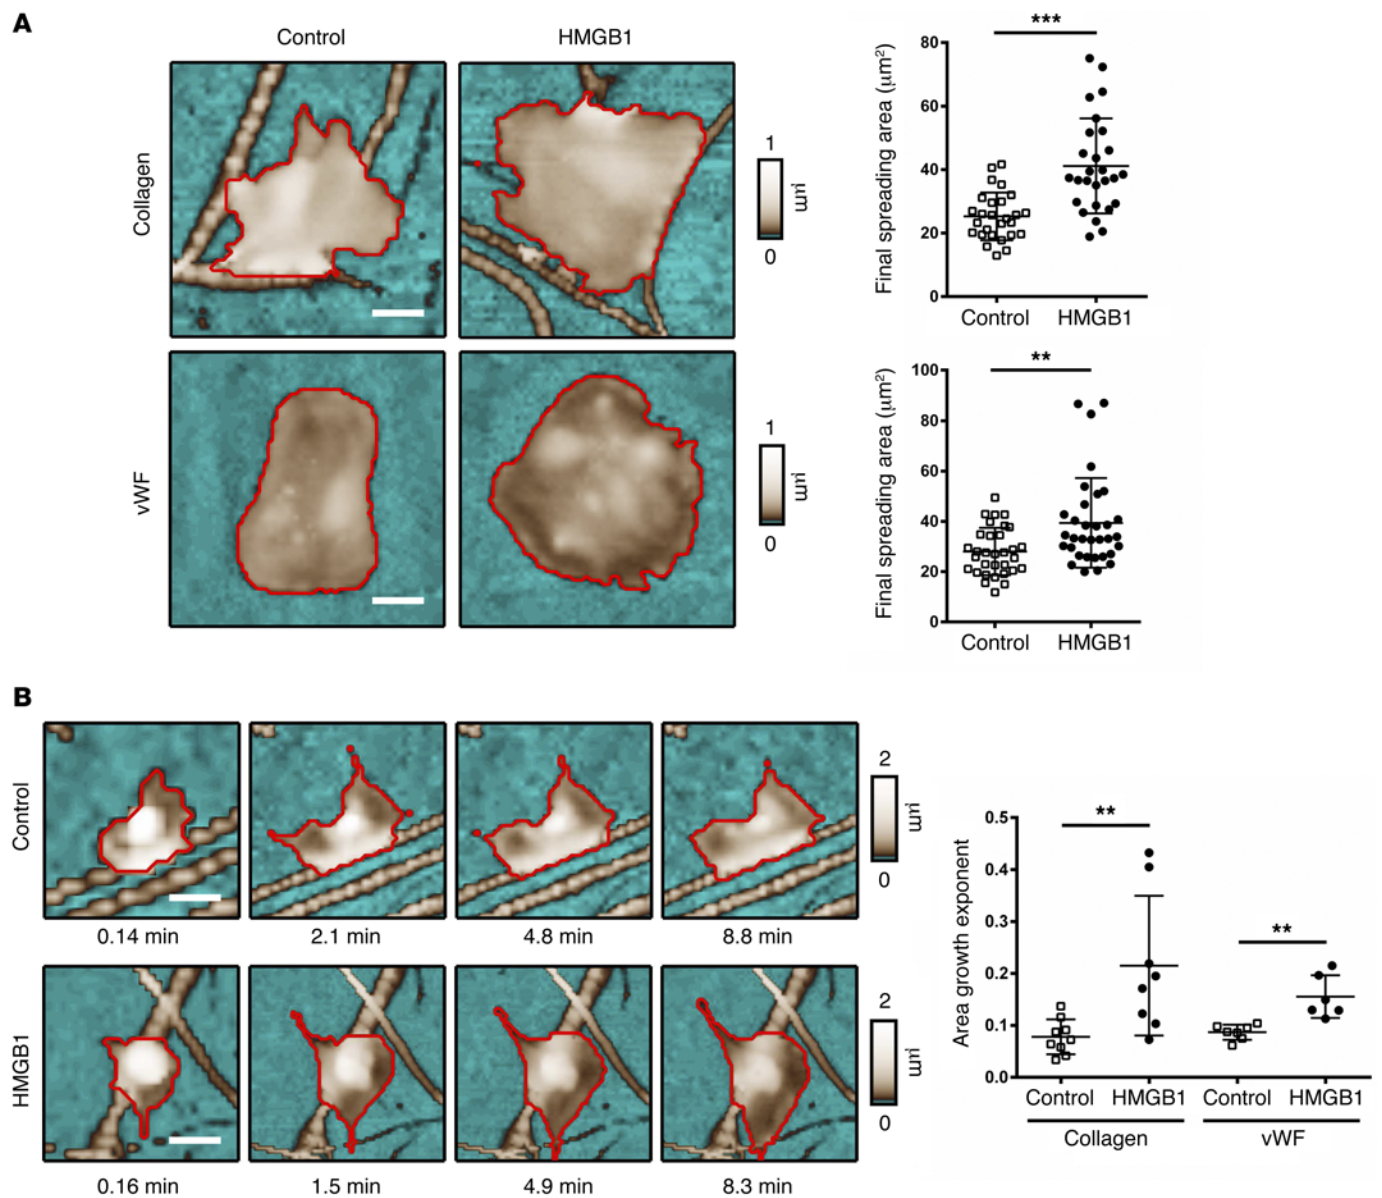 A
Control
HMGB1
Collagen
1
µm
0
***
Final spreading area (µm²)
80
60
40
20
0
Control
HMGB1
vWF
1
µm
0
**
Final spreading area (µm²)
100
80
60
40
20
0
Control
HMGB1
B
Control
2
µm
0
0.14 min
2.1 min
4.8 min
8.8 min
HMGB1
2
µm
0
0.16 min
1.5 min
4.9 min
8.3 min
Area growth exponent
0.5
0.4
0.3
0.2
0.1
0.0
**
**
Control
HMGB1
Control
HMGB1
Collagen
vWF